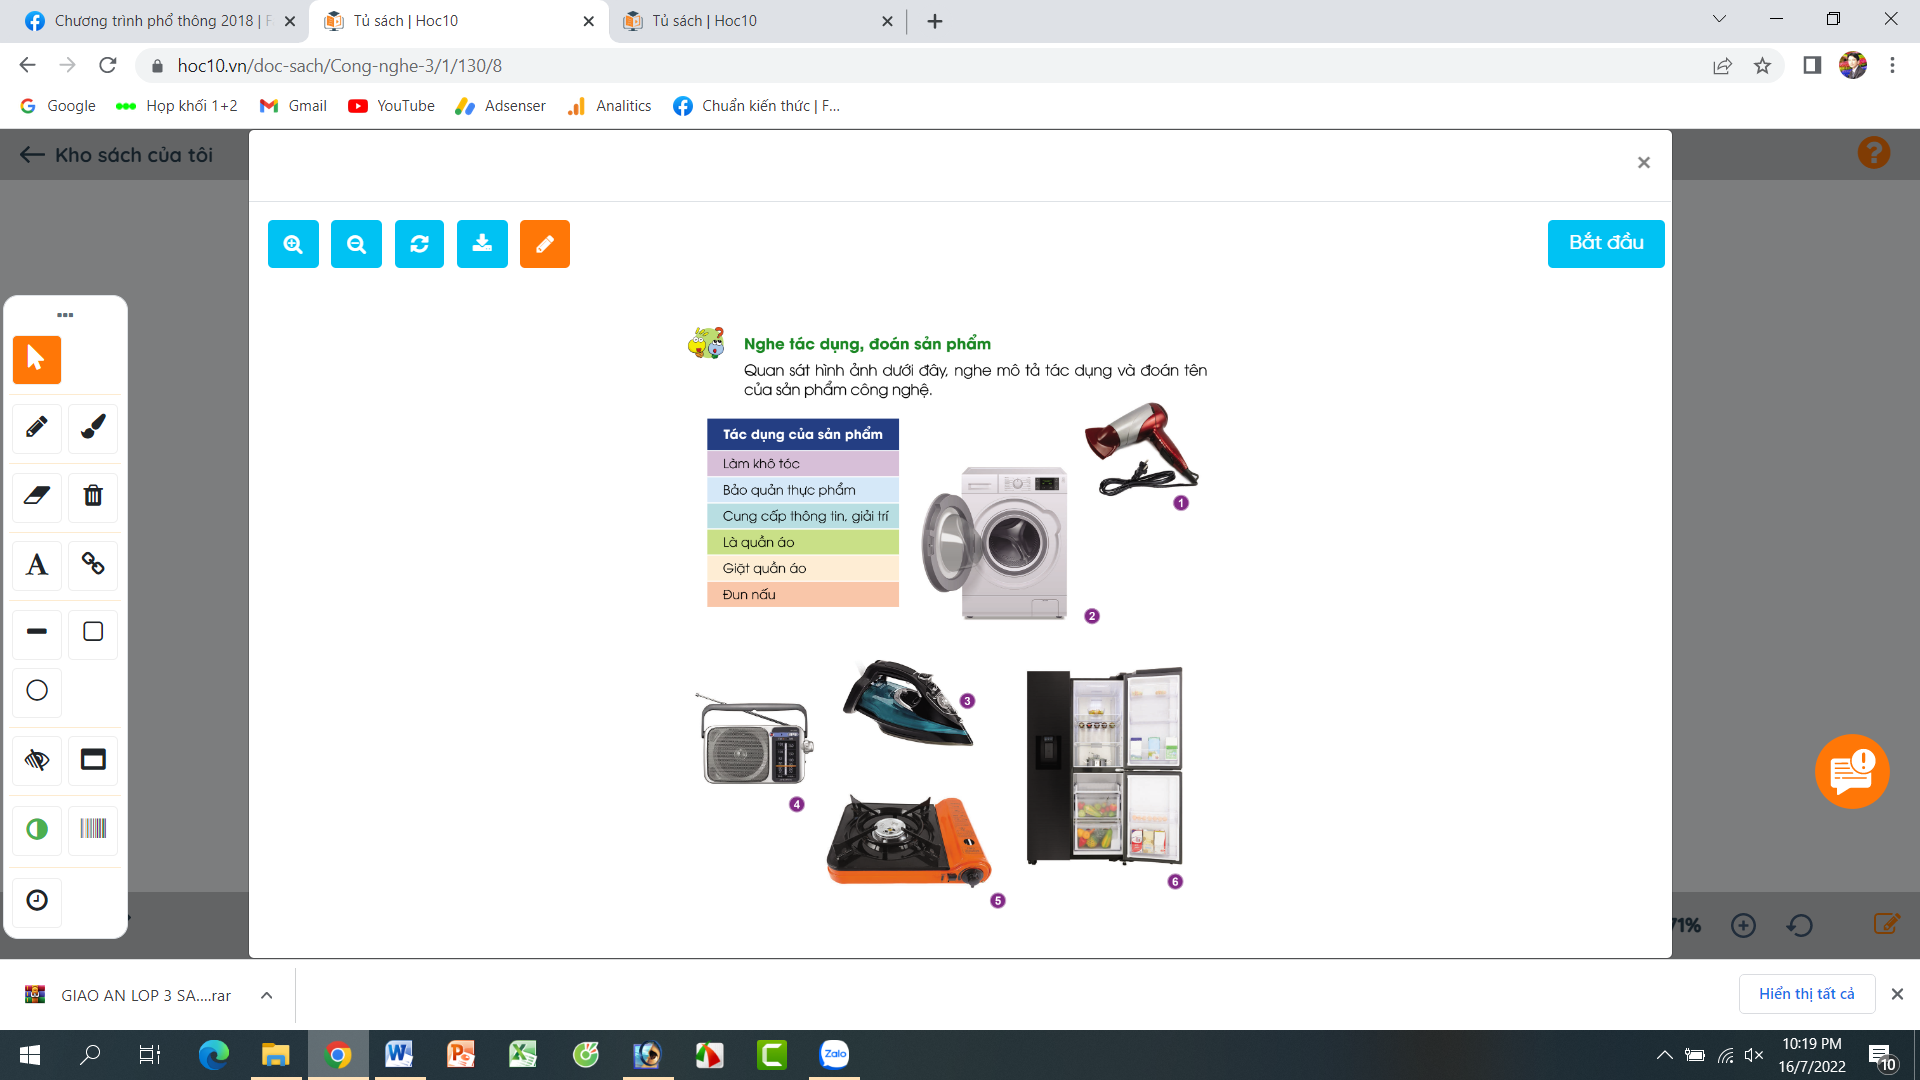 Chương trình phổ thông 2018 | F
Tủ sách | Hoc10
Tủ sách | Hoc10
hoc10.vn/doc-sach/Cong-nghe-3/1/130/8
Google
Họp khối 1+2
Gmail
YouTube
Adsenser
Analitics
Chuẩn kiến thức | F...
Kho sách của tôi
?
Bắt đầu
Nghe tác dụng, đoán sản phẩm
Quan sát hình ảnh dưới đây, nghe mô tả tác dụng và đoán tên
của sản phẩm công nghệ.
Tác dụng của sản phẩm
Làm khô tóc
Bảo quản thực phẩm
Cung cấp thông tin, giải trí
Là quần áo
Giặt quần áo
Đun nấu
1
2
3
4
5
6
A
71%
GIAO AN LOP 3 SA....rar
Hiển thị tất cả
Zalo
10:19 PM
16/7/2022
10